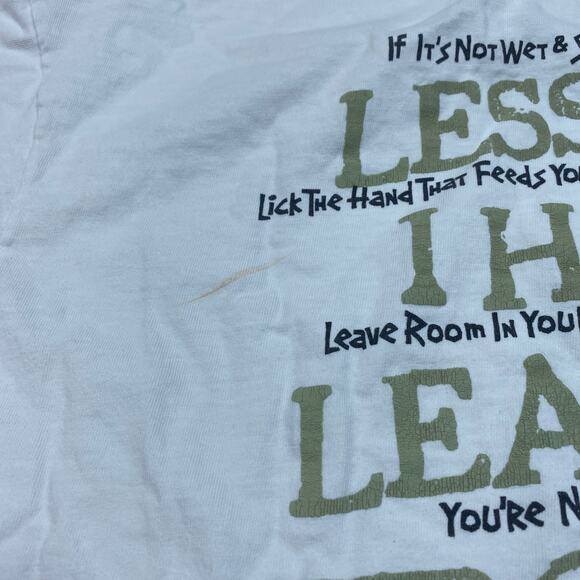 If It's Not Wet &
LESS
Lick The Hand That Feeds
I H
Leave Room In
LEA
You're